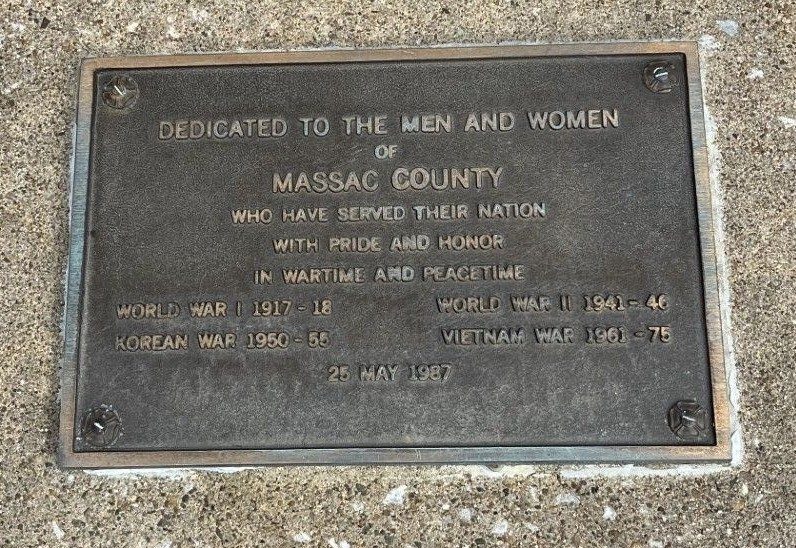 DEDICATED TO THE MEN AND WOMEN
OF
MASSAC COUNTY
WHO HAVE SERVED THEIR NATION
WITH PRIDE AND HONOR
IN WARTIME AND PEACETIME
WORLD WAR I 1917-18 WORLD WAR II 1941-46
KOREAN WAR 1950-55 VIETNAM WAR 1961-75
25 MAY 1987